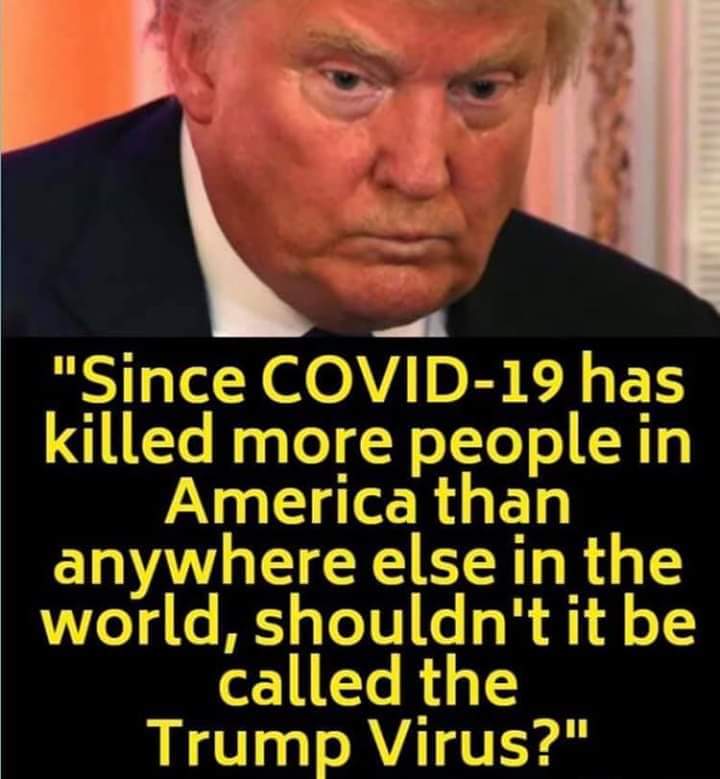 "Since COVID-19 has
killed more people in
America than
anywhere else in the
world, shouldn't it be
called the
Trump Virus?"